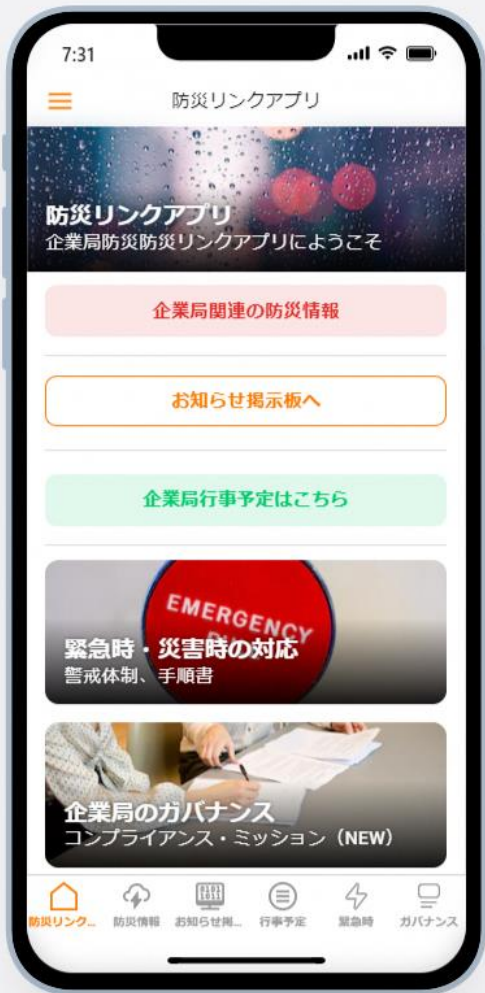 7:31
防災リンクアプリ
防災リンクアプリ
企業局防災防災リンクアプリにようこそ
企業局関連の防災情報
お知らせ掲示板へ
企業局行事予定はこちら
EMERGENCY
緊急時・災害時の対応
警戒体制、手順書
企業局のガバナンス
コンプライアンス・ミッション（NEW）
防災リンク... 防災情報 お知らせ掲... 行事予定 緊急時 ガバナンス